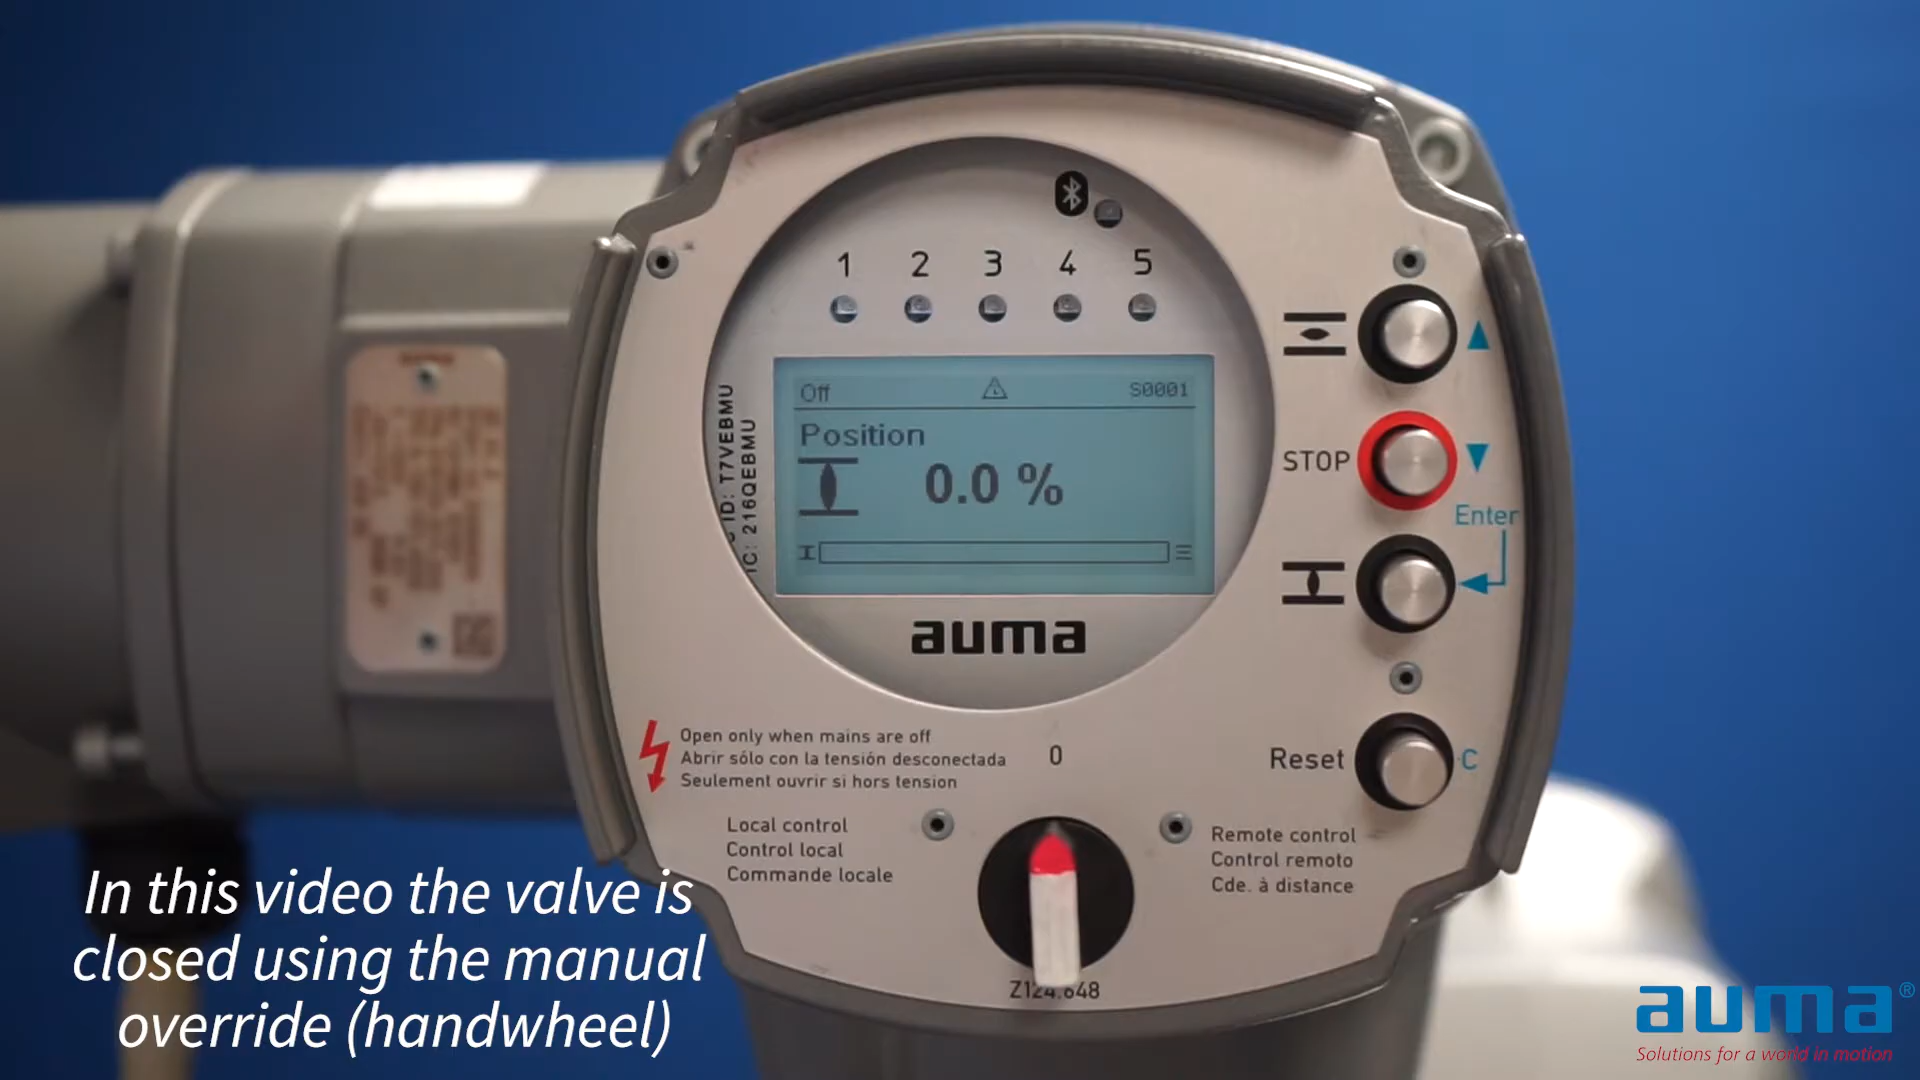 1 2 3 4 5
Off S0001
Position
0.0 %
ID: T7VEBMU
IC: 216QEBMU
auma
STOP
Enter
Reset C
Open only when mains are off
Abrir sólo con la tensión desconectada
Seulement ouvrir si hors tension
0
Local control
Control local
Commande locale
Remote control
Control remoto
Cde. à distance
Z124.648
In this video the valve is
closed using the manual
override (handwheel)
auma®
Solutions for a world in motion